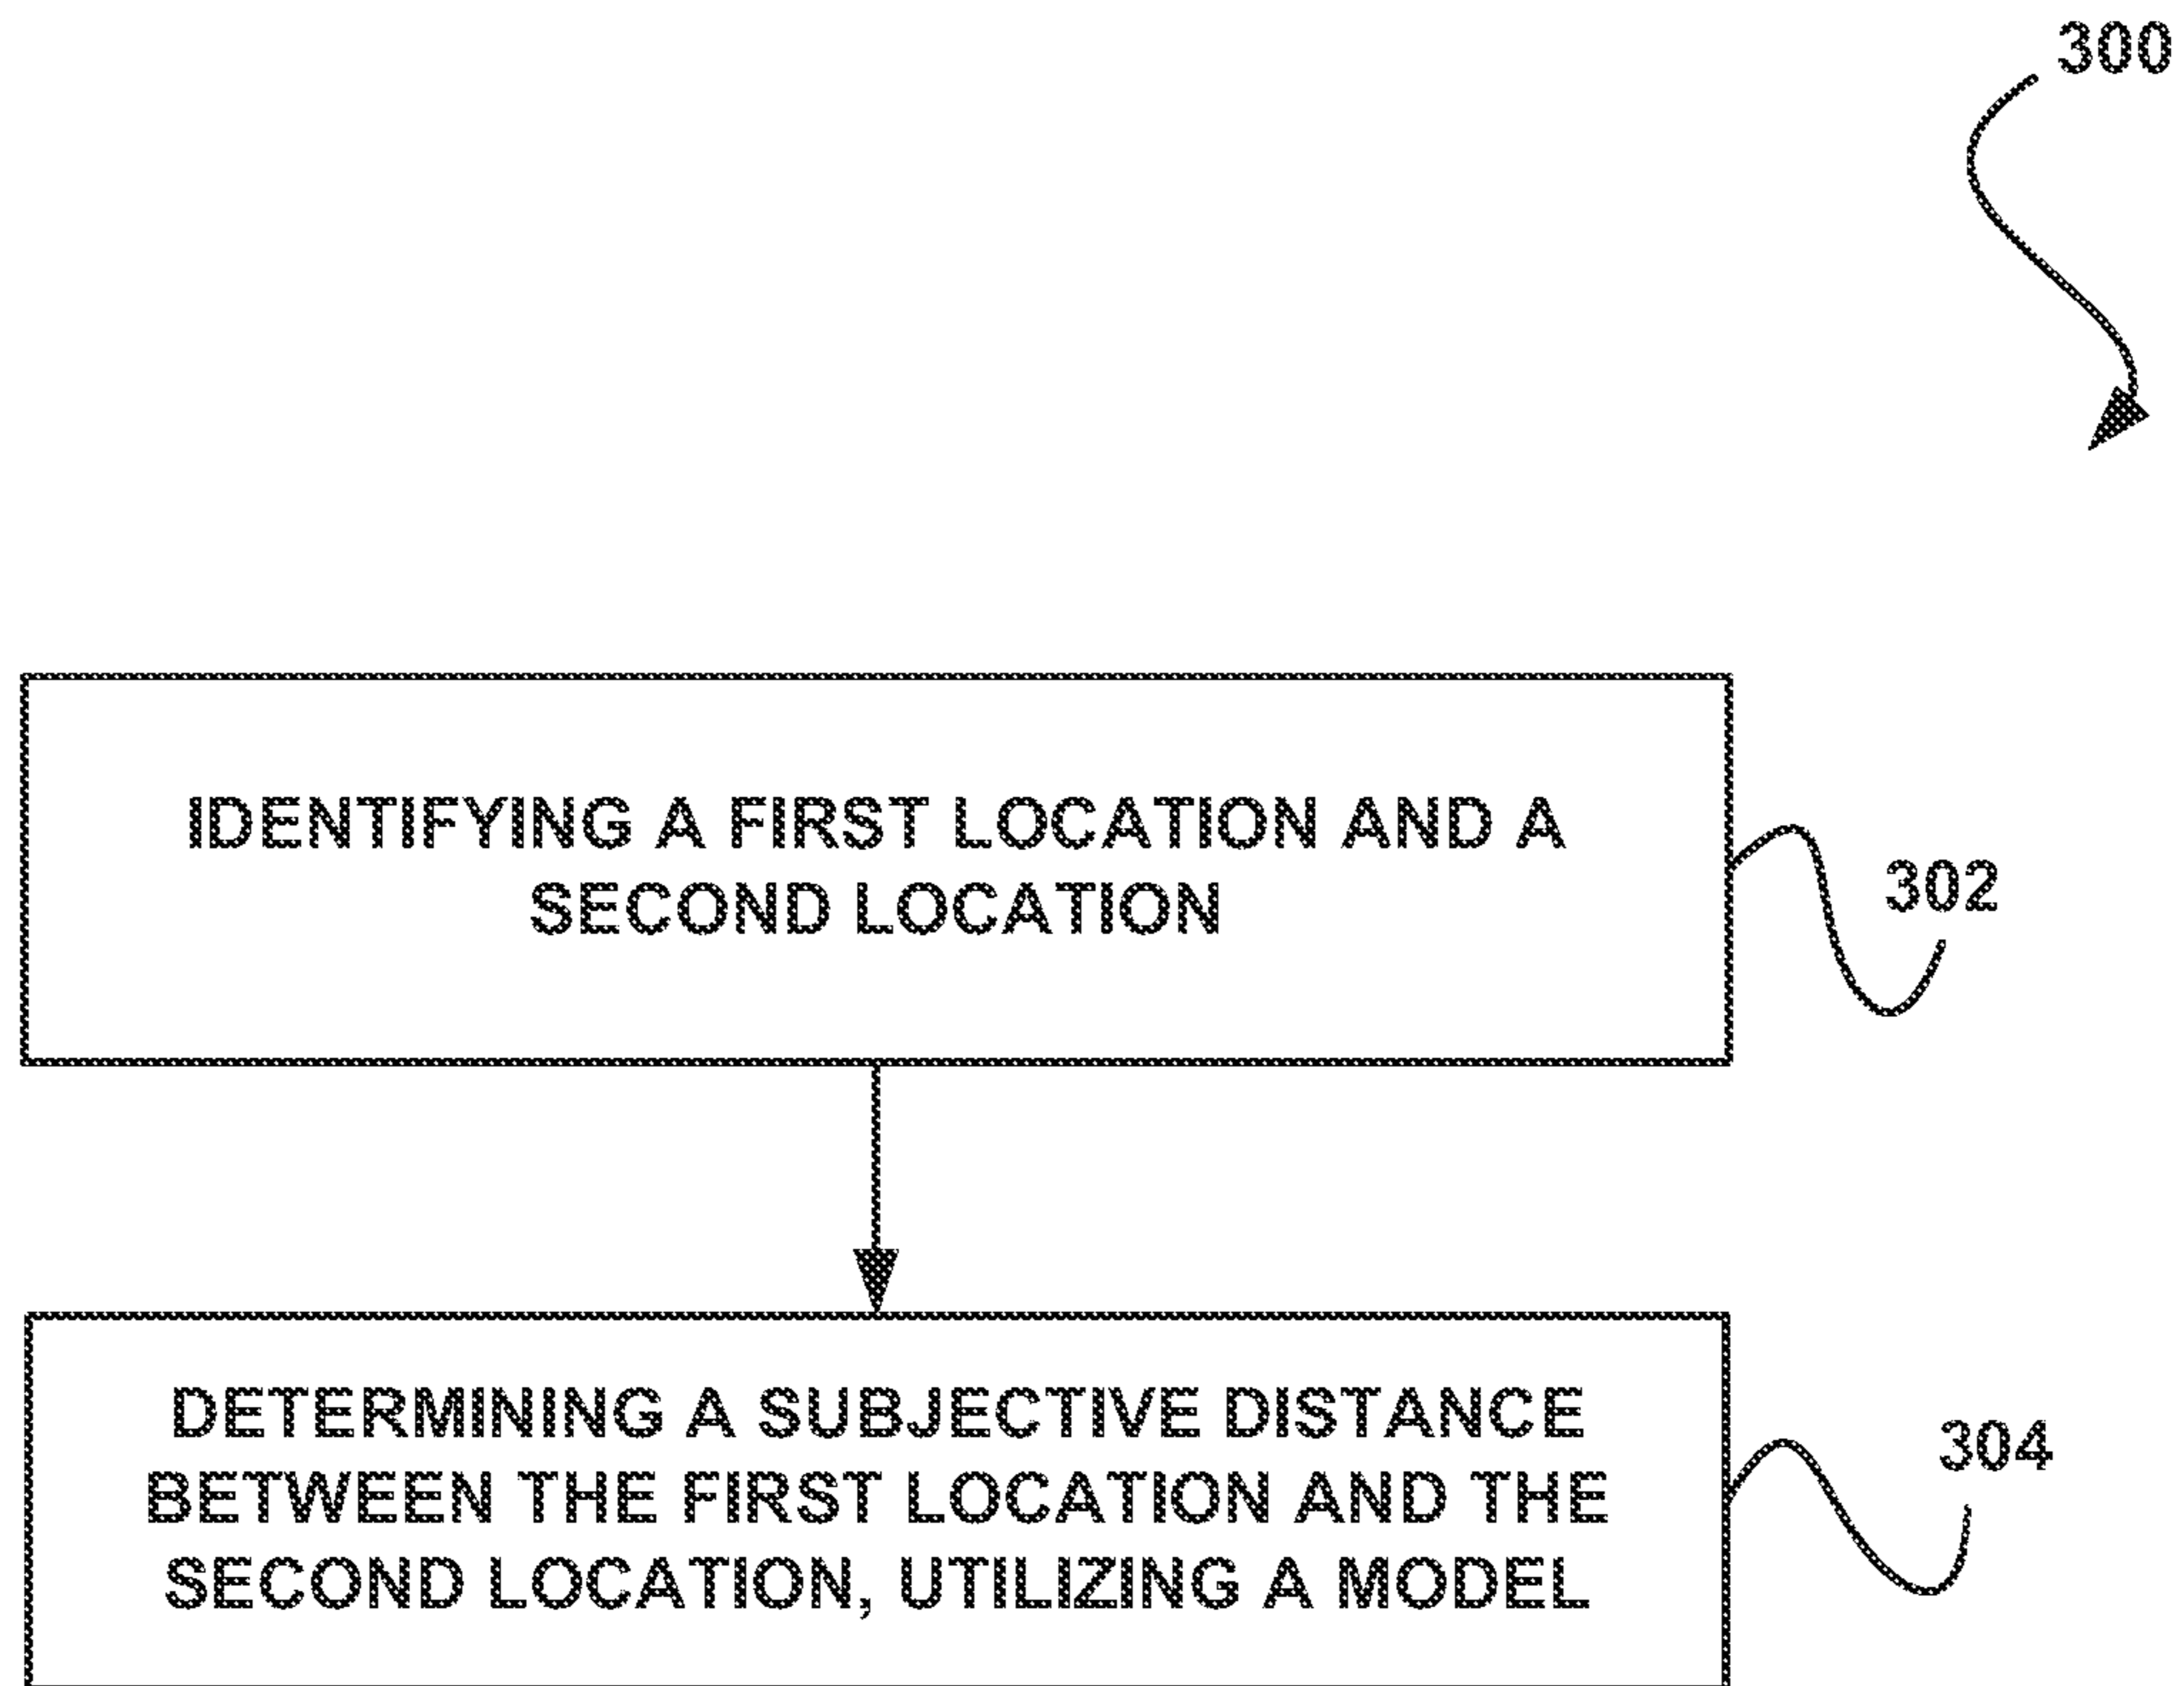 300
IDENTIFYING A FIRST LOCATION AND A
SECOND LOCATION
302
DETERMINING A SUBJECTIVE DISTANCE
BETWEEN THE FIRST LOCATION AND THE
SECOND LOCATION, UTILIZING A MODEL
304